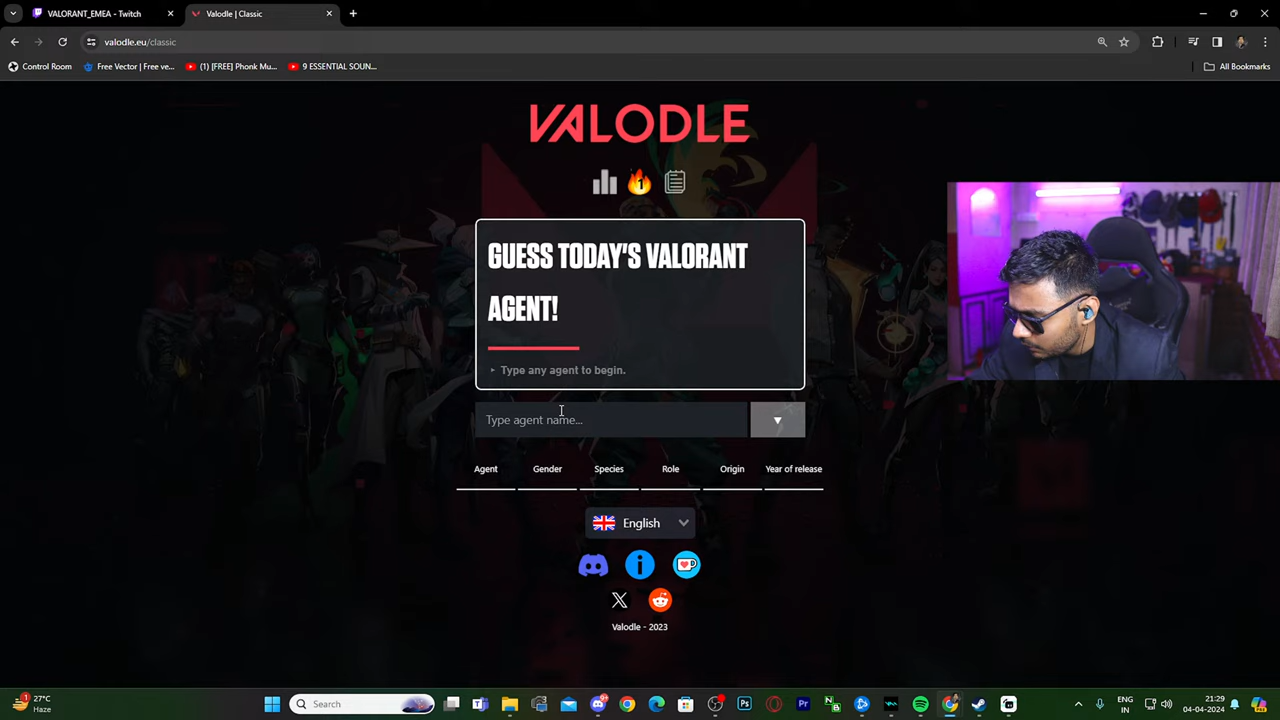 VALORANT_EMEA - Twitch
Valodle | Classic
valodle.eu/classic
Control Room
Free Vector | Free ve...
(1) [FREE] Phonk Mu...
9 ESSENTIAL SOUN...
All Bookmarks
VALODLE
1
GUESS TODAY'S VALORANT
AGENT!
Type any agent to begin.
Type agent name...
Agent Gender Species Role Origin Year of release
English
Valodle - 2023
1
27°C
Haze
Search
ENG
IN
21:29
04-04-2024